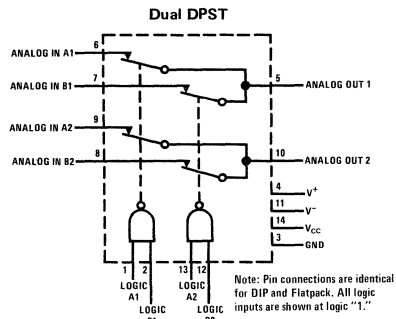 Dual DPST
ANALOG IN A1
6
ANALOG IN B1
7
5
ANALOG OUT 1
ANALOG IN A2
9
ANALOG IN B2
8
10
ANALOG OUT 2
4
V+
11
V−
14
VCC
3
GND
1 2 13 12
LOGIC A1
LOGIC
LOGIC A2
LOGIC
Note: Pin connections are identical
for DIP and Flatpack. All logic
inputs are shown at logic "1."